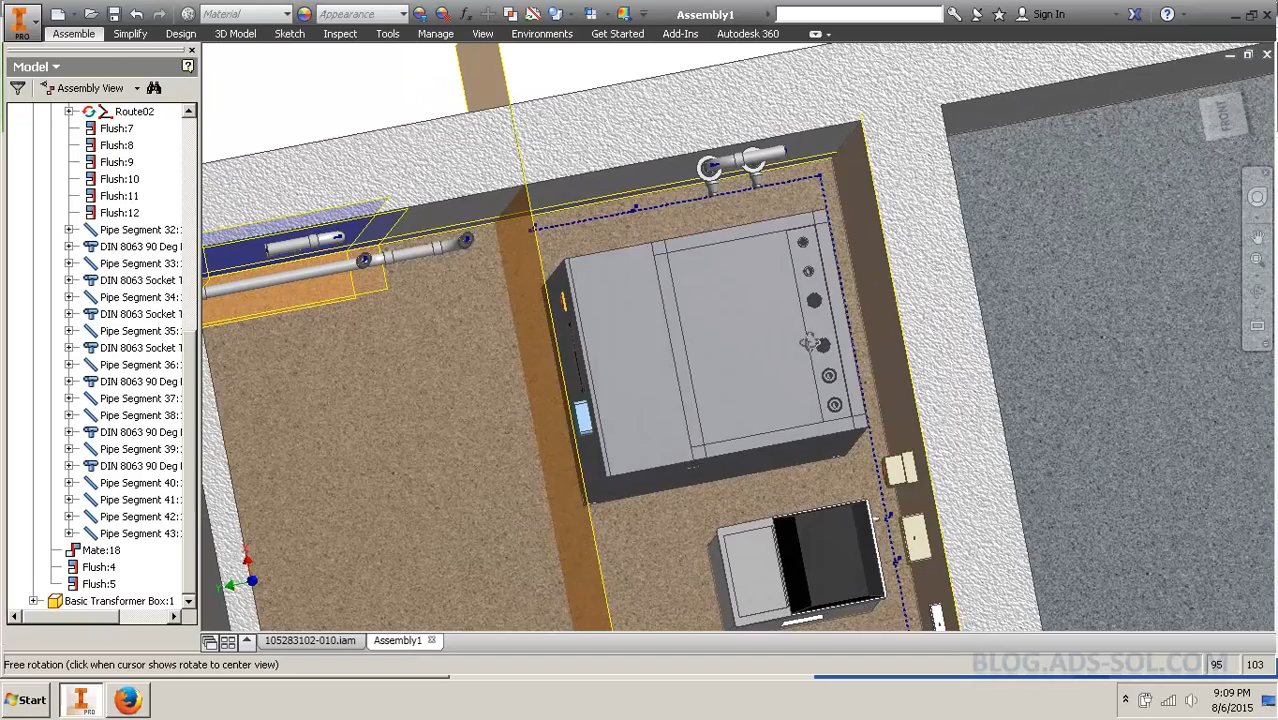 Material
Appearance
Assembly1
Sign In
PRO
Assemble
Simplify
Design
3D Model
Sketch
Inspect
Tools
Manage
View
Environments
Get Started
Add-Ins
Autodesk 360
Model
Assembly View
Route02
Flush:7
Flush:8
Flush:9
Flush:10
Flush:11
Flush:12
Pipe Segment 32:
DIN 8063 90 Deg
Pipe Segment 33:
DIN 8063 Socket T
Pipe Segment 34:
DIN 8063 Socket T
Pipe Segment 35:
DIN 8063 Socket T
Pipe Segment 36:
DIN 8063 90 Deg
Pipe Segment 37:
Pipe Segment 38:
DIN 8063 90 Deg
Pipe Segment 39:
DIN 8063 90 Deg
Pipe Segment 40:
Pipe Segment 41:
Pipe Segment 42:
Pipe Segment 43:
Mate:18
Flush:4
Flush:5
Basic Transformer Box:1
FRONT
105283102-010.iam
Assembly1
Free rotation (click when cursor shows rotate to center view)
BLOG.ADS-SOL.COM
95
103
Start
9:09 PM
8/6/2015